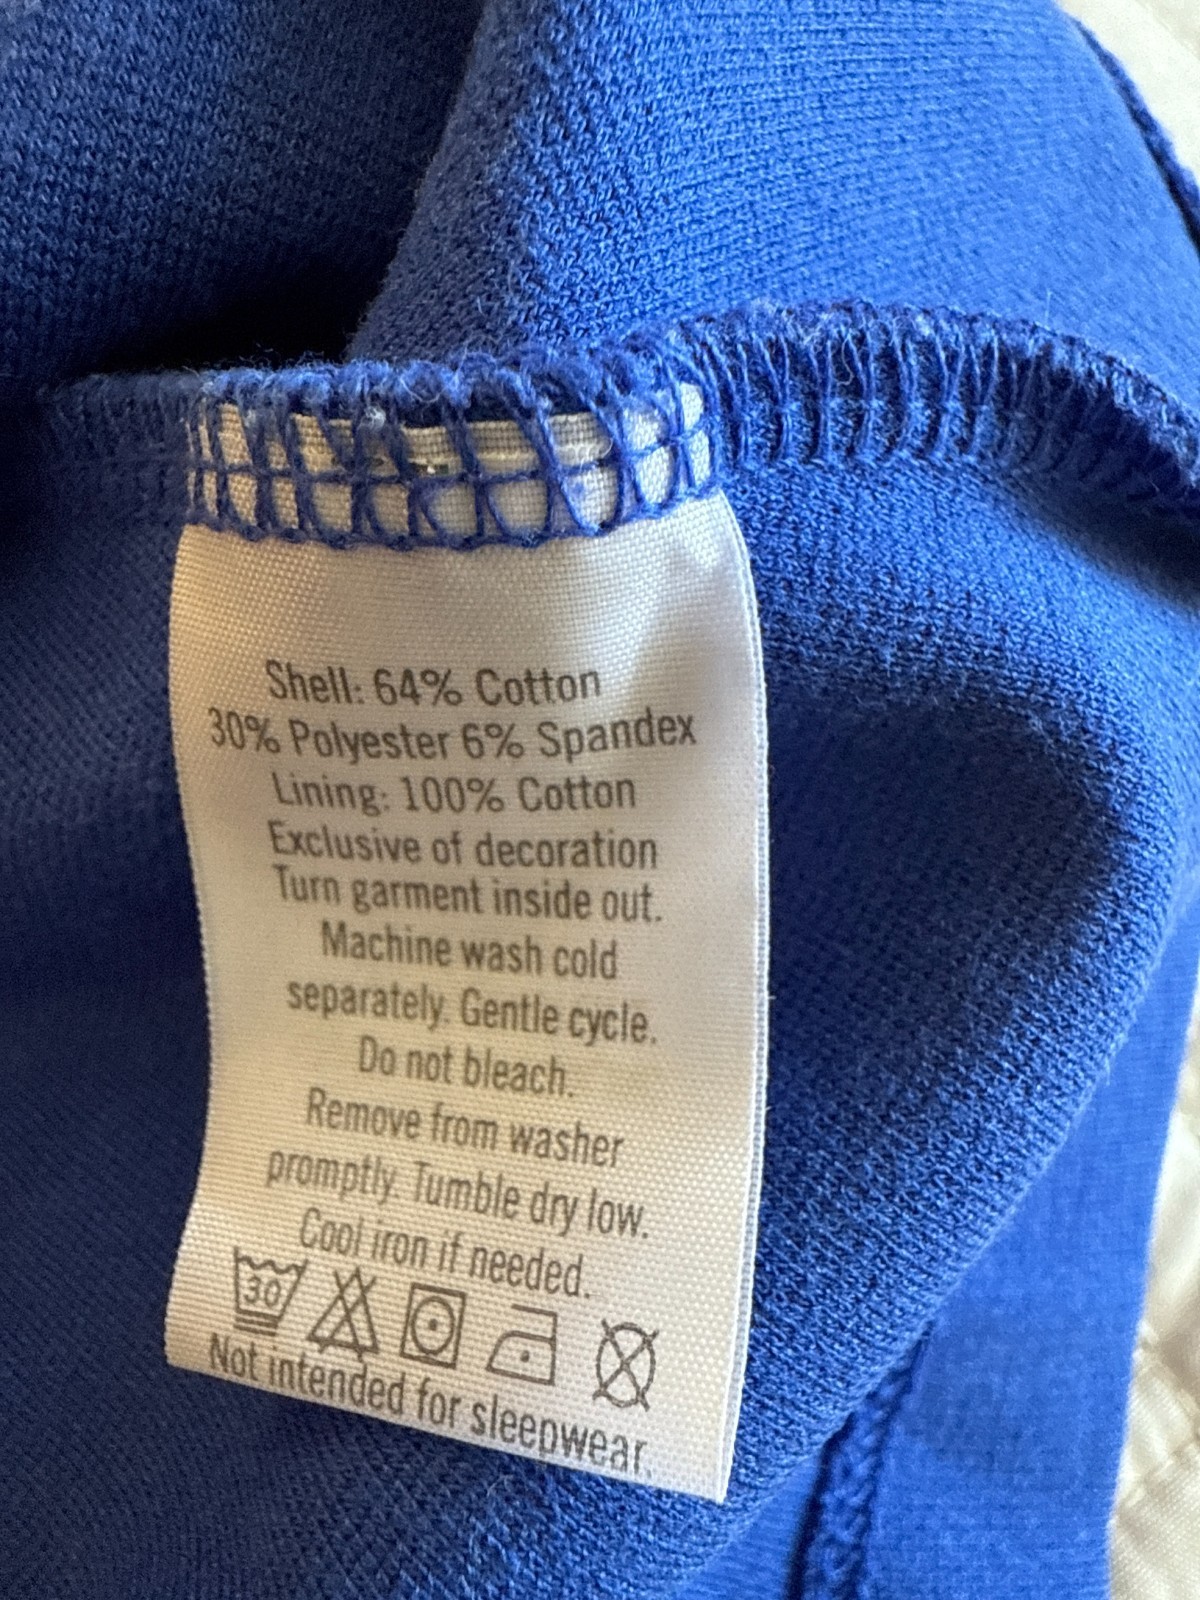 Shell: 64% Cotton
30% Polyester 6% Spandex
Lining: 100% Cotton
Exclusive of decoration
Turn garment inside out.
Machine wash cold
separately. Gentle cycle.
Do not bleach.
Remove from washer
promptly. Tumble dry low.
Cool iron if needed.
30
Not intended for sleepwear.